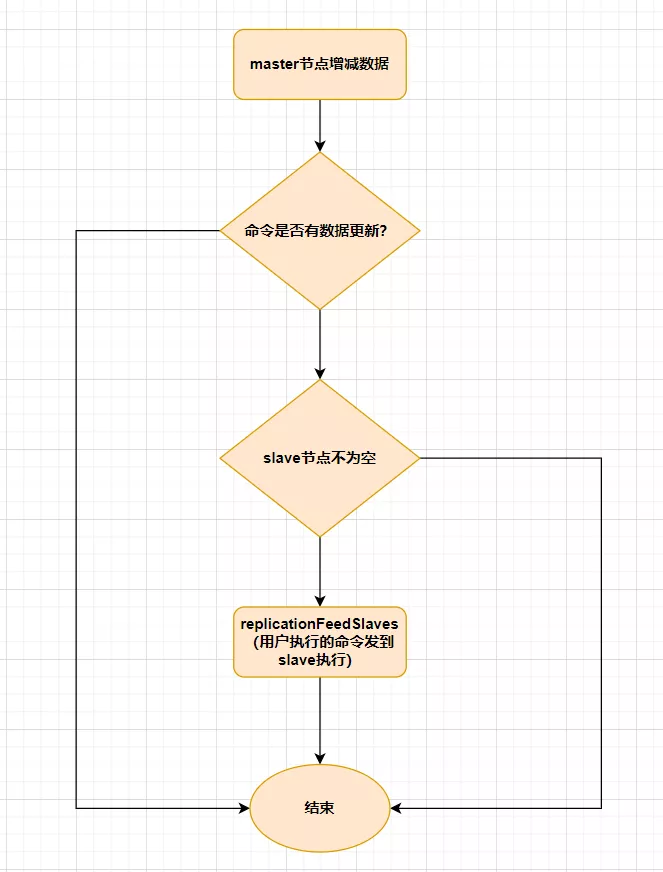 master节点增减数据
命令是否有数据更新?
slave节点不为空
replicationFeedSlaves
(用户执行的命令发到
slave执行)
结束